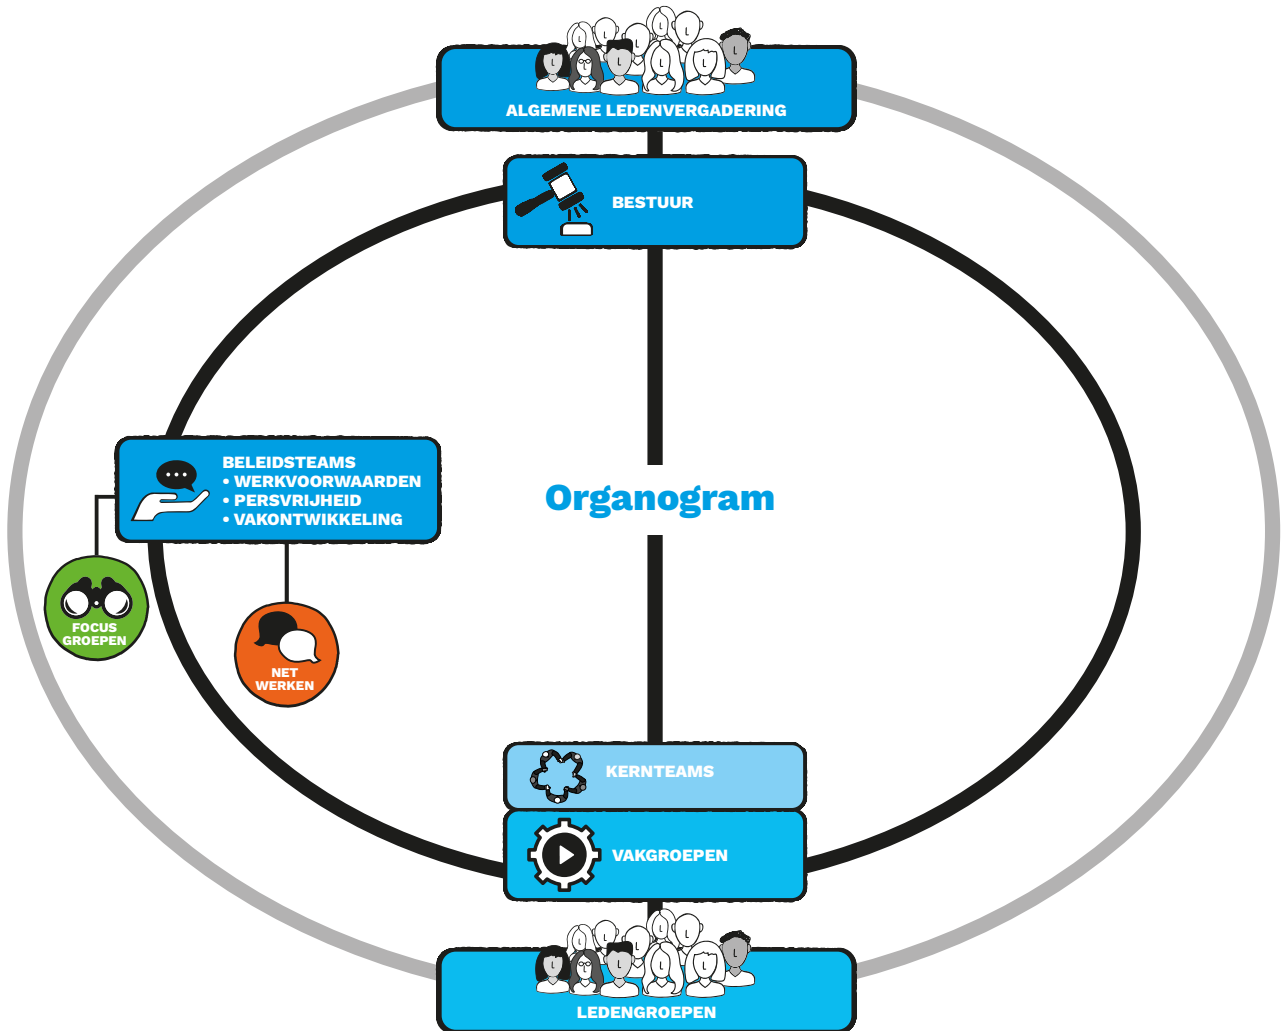 ALGEMENE LEDENVERGADERING
BESTUUR
BELEIDSTEAMS
• WERKVOORWAARDEN
• PERSVRIJHEID
• VAKONTWIKKELING
Organogram
FOCUS
GROEPEN
NET
WERKEN
KERNTEAMS
VAKGROEPEN
LEDENGROEPEN